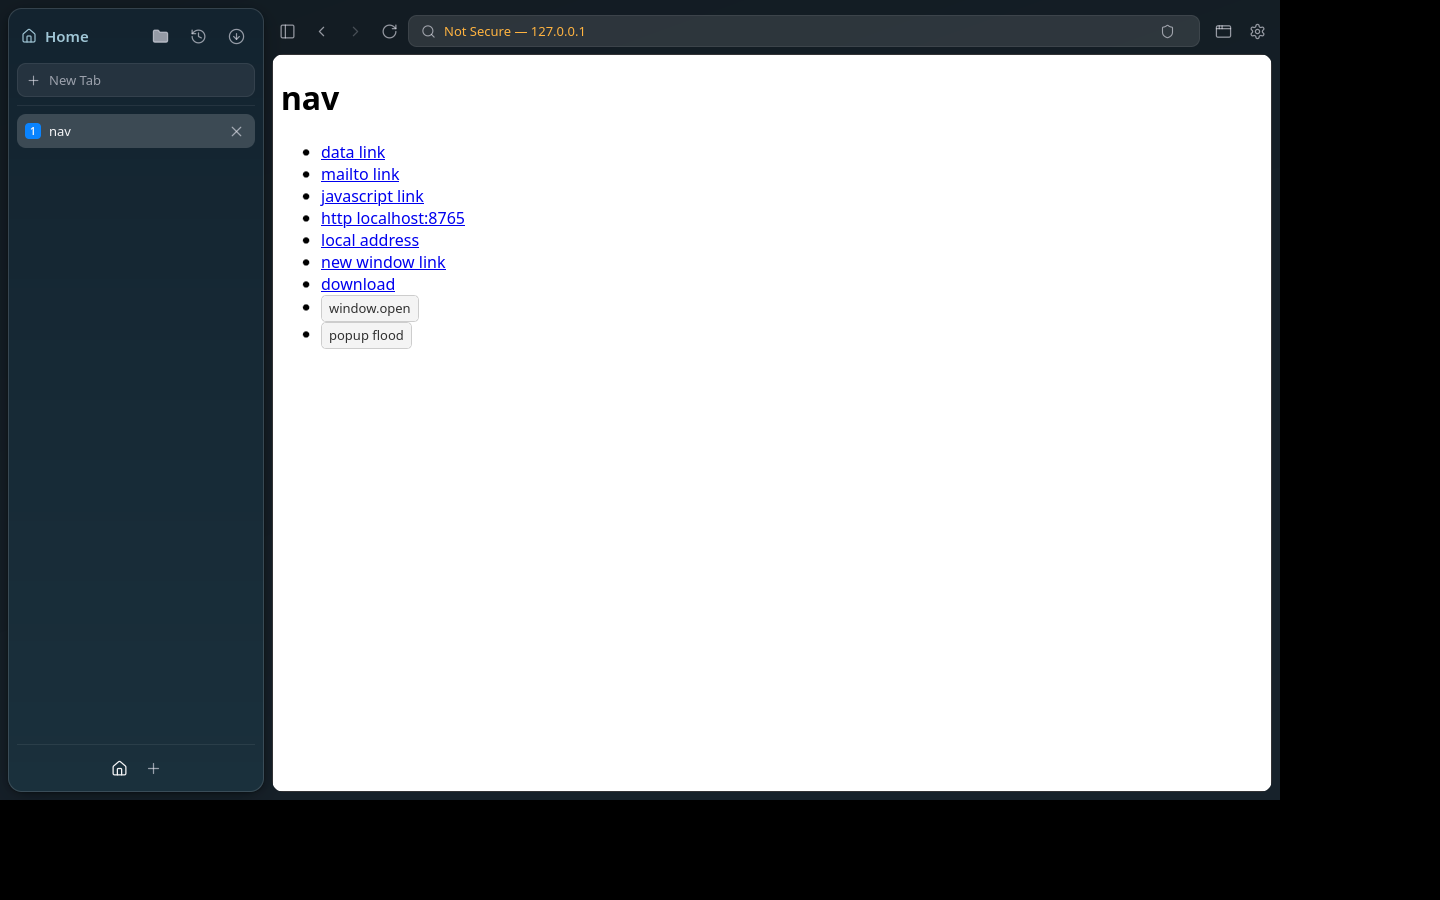 Home
New Tab
1 nav
Not Secure — 127.0.0.1
nav
data link
mailto link
javascript link
http localhost:8765
local address
new window link
download
window.open
popup flood